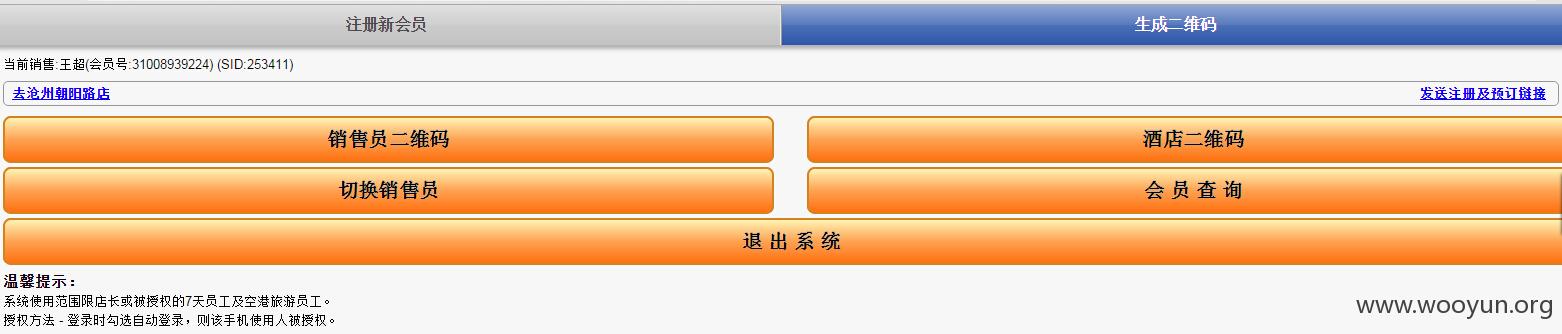 注册新会员 生成二维码
当前销售:王超(会员号:31008939224) (SID:253411)
去沧州朝阳路店 发送注册及预订链接
销售员二维码 酒店二维码
切换销售员 会 员 查 询
退 出 系 统
温馨提示：
系统使用范围限店长或被授权的7天员工及空港旅游员工。
授权方法 - 登录时勾选自动登录，则该手机使用人被授权。
www.wooyun.org